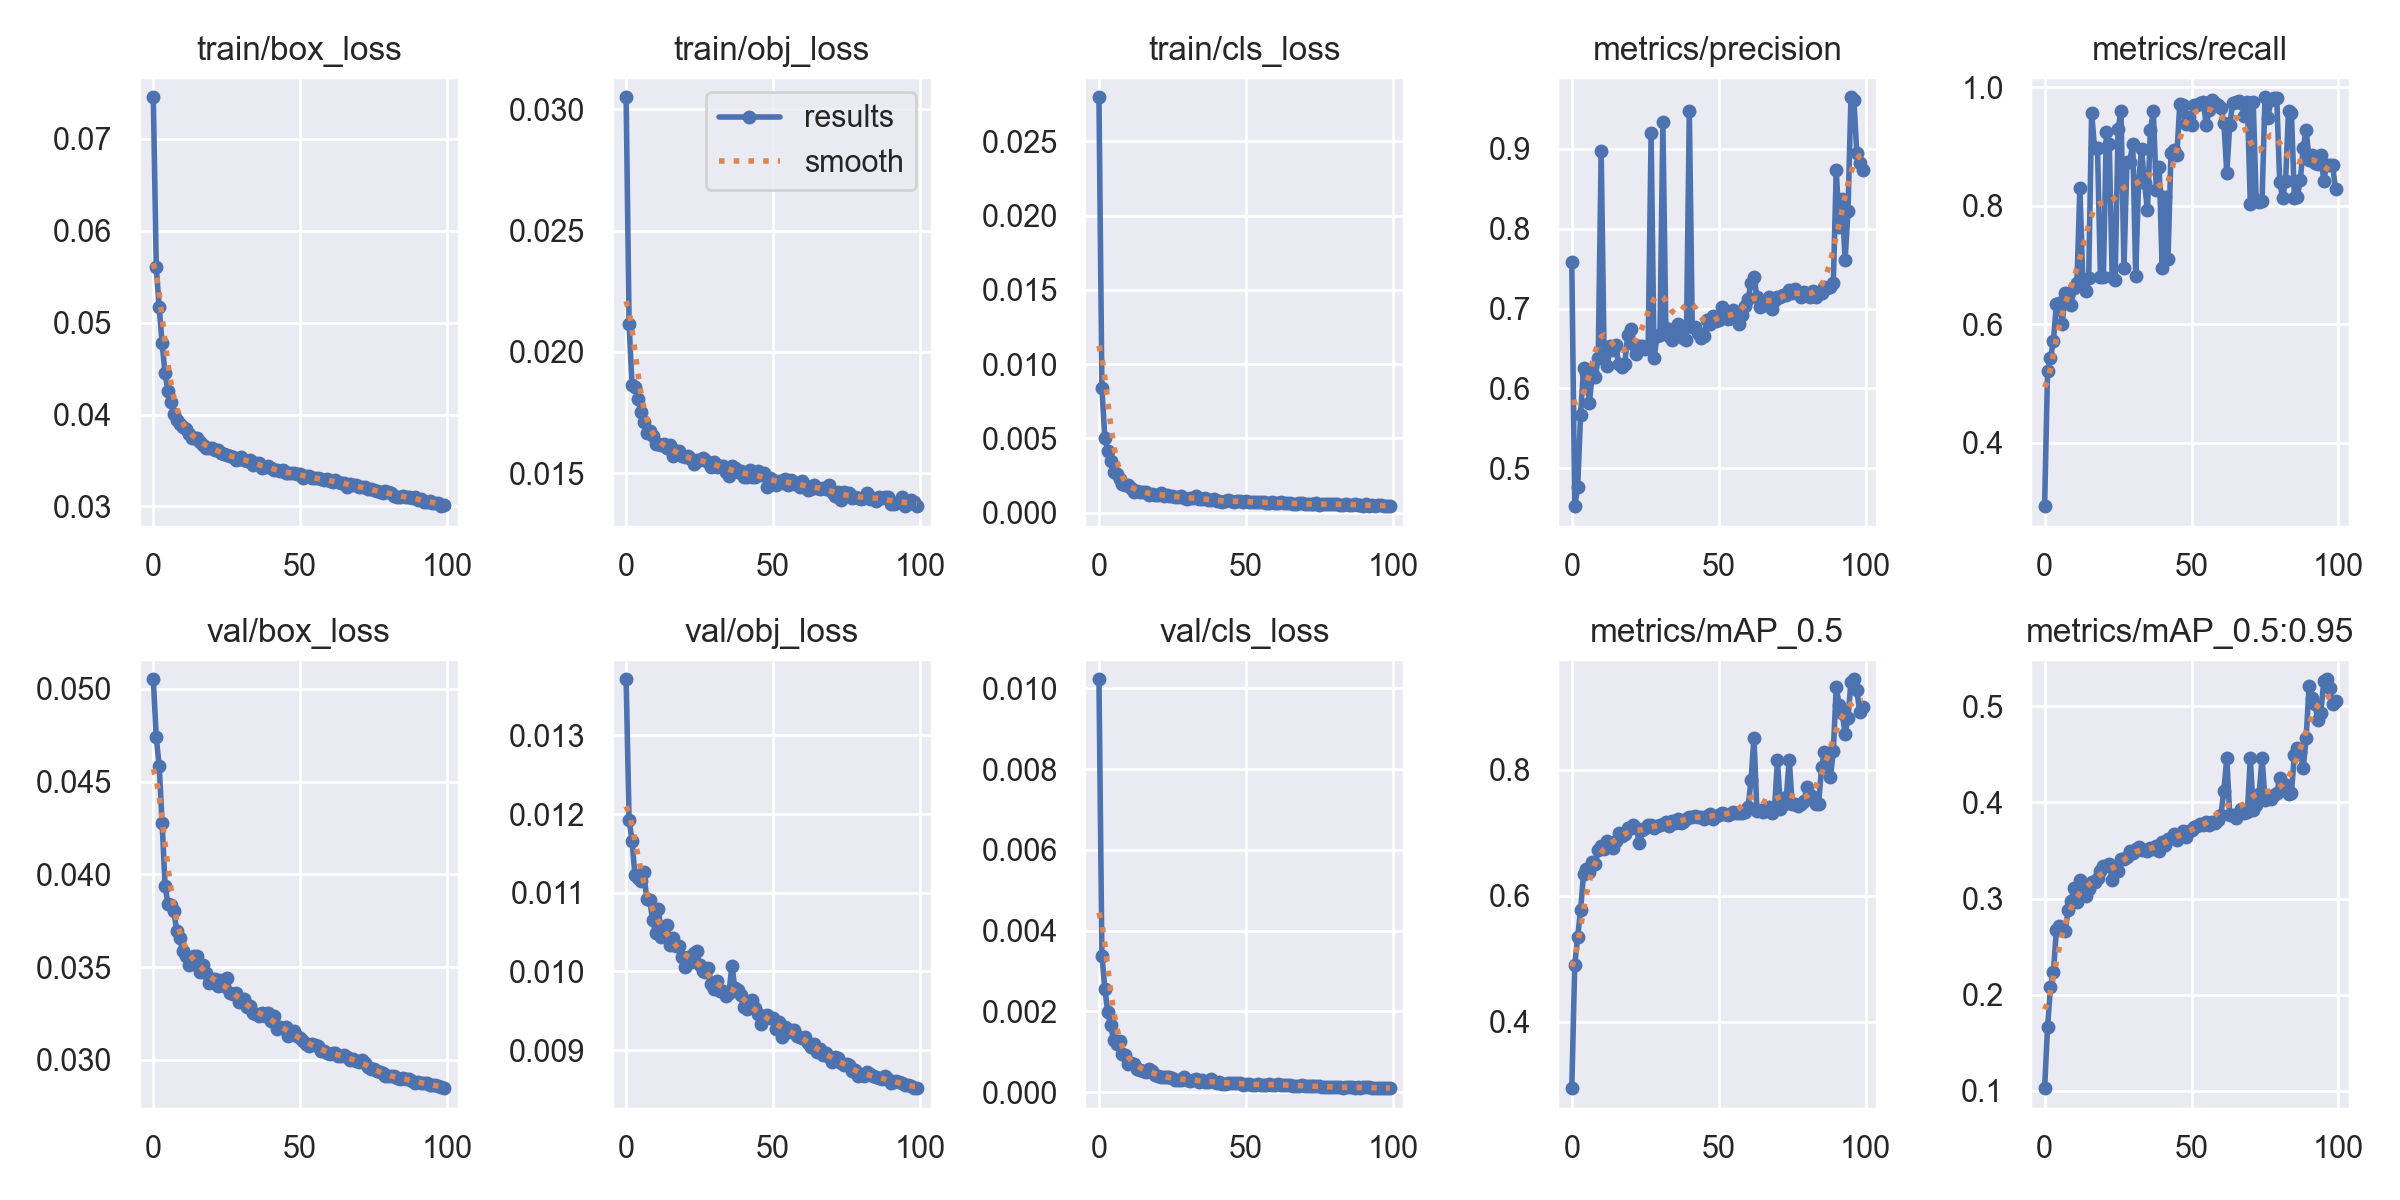 train/box_loss
0.07
0.06
0.05
0.04
0.03
0 50 100
train/obj_loss
results
smooth
0.030
0.025
0.020
0.015
0 50 100
train/cls_loss
0.025
0.020
0.015
0.010
0.005
0.000
0 50 100
metrics/precision
0.9
0.8
0.7
0.6
0.5
0 50 100
metrics/recall
1.0
0.8
0.6
0.4
0 50 100
val/box_loss
0.050
0.045
0.040
0.035
0.030
0 50 100
val/obj_loss
0.013
0.012
0.011
0.010
0.009
0 50 100
val/cls_loss
0.010
0.008
0.006
0.004
0.002
0.000
0 50 100
metrics/mAP_0.5
0.8
0.6
0.4
0 50 100
metrics/mAP_0.5:0.95
0.5
0.4
0.3
0.2
0.1
0 50 100